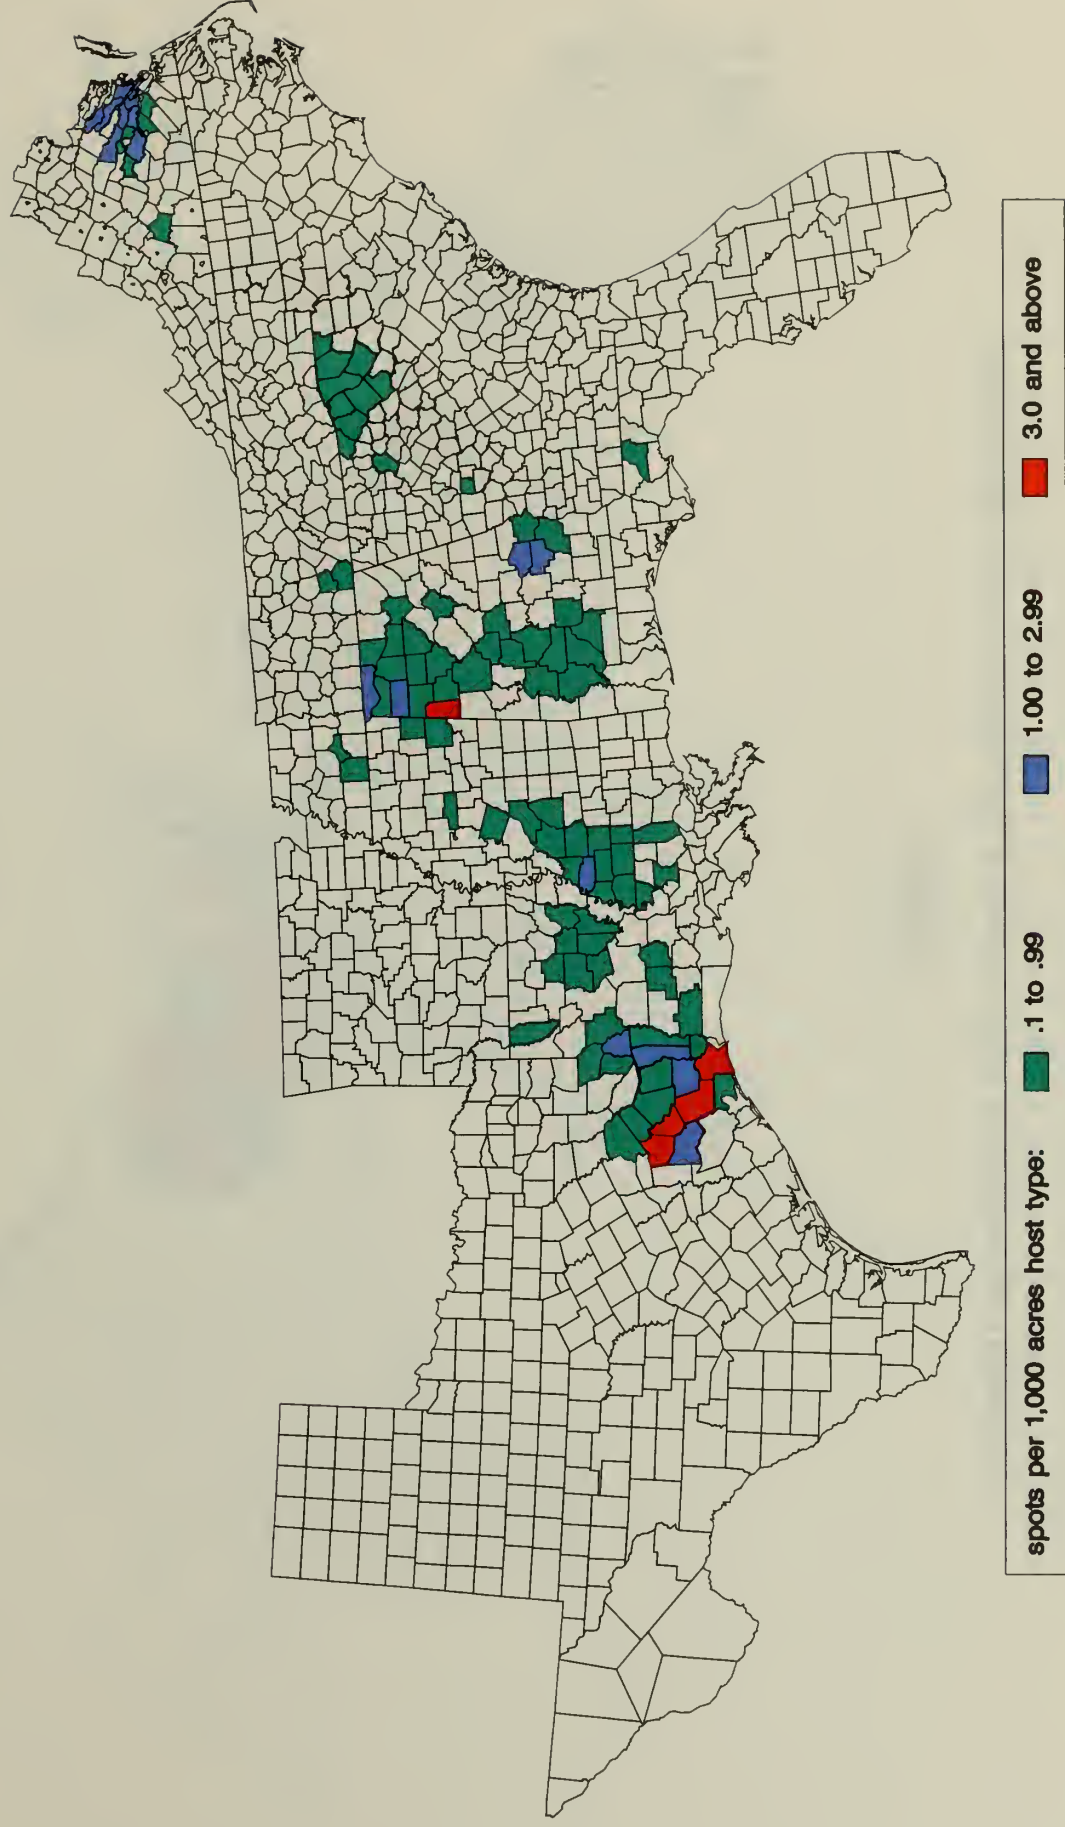 spots per 1,000 acres host type: .1 to .99 1.00 to 2.99 3.0 and above